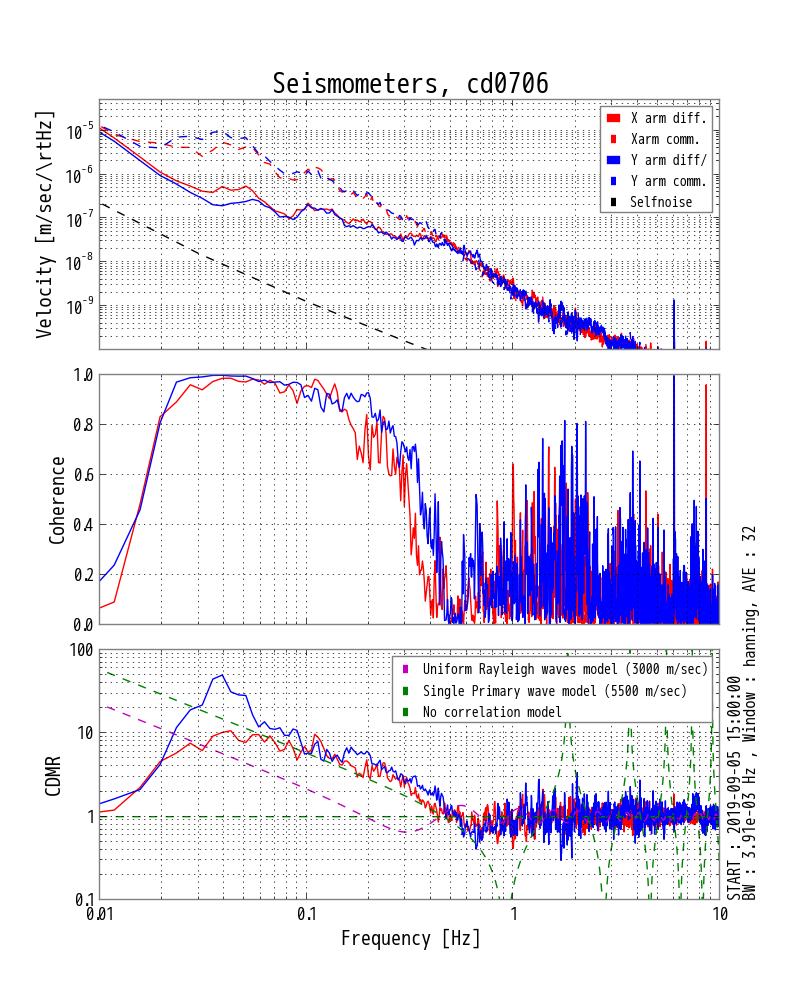 Seismometers, cd0706
Velocity [m/sec/\rtHz]
10^-5
10^-6
10^-7
10^-8
10^-9
X arm diff.
Xarm comm.
Y arm diff/
Y arm comm.
Selfnoise
Coherence
1.0
0.8
0.6
0.4
0.2
0.0
CDMR
100
10
1
0.1
Uniform Rayleigh waves model (3000 m/sec)
Single Primary wave model (5500 m/sec)
No correlation model
0.01
0.1
1
10
Frequency [Hz]
START : 2019-09-05 15:00:00
BW : 3.91e-03 Hz , Window : hanning, AVE : 32